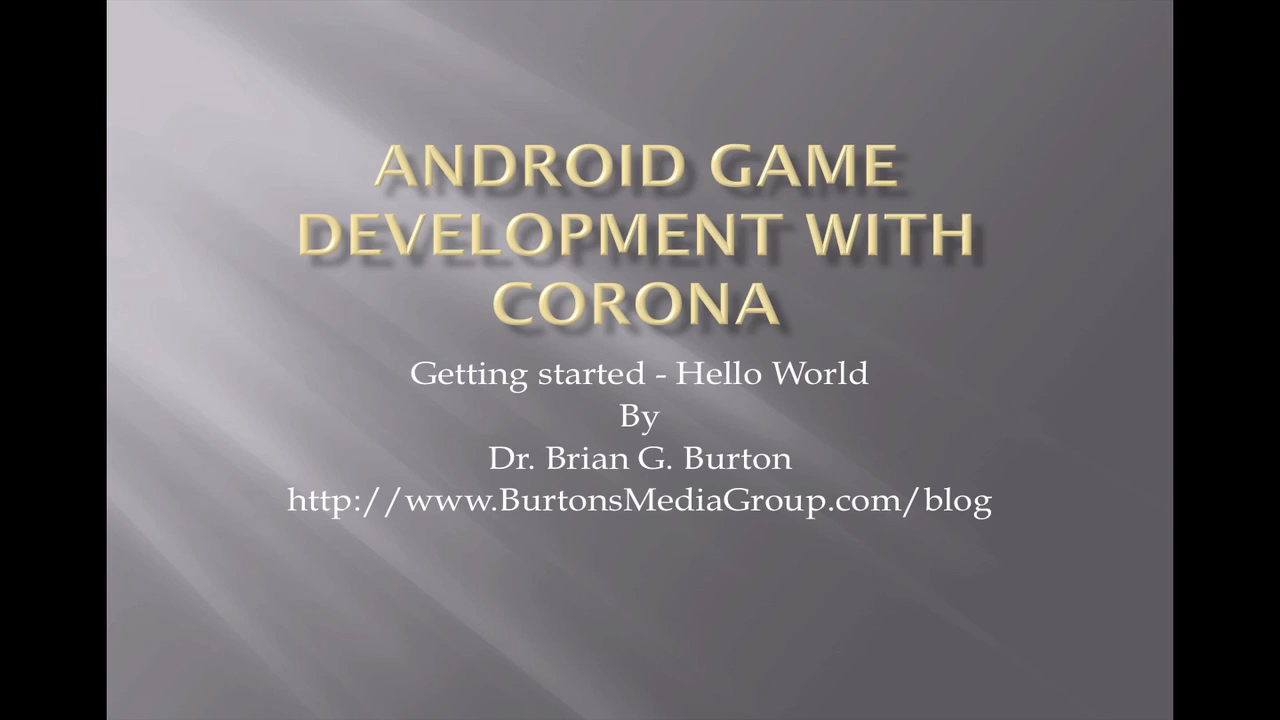 ANDROID GAME
DEVELOPMENT WITH
CORONA
Getting started - Hello World
By
Dr. Brian G. Burton
http://www.BurtonsMediaGroup.com/blog